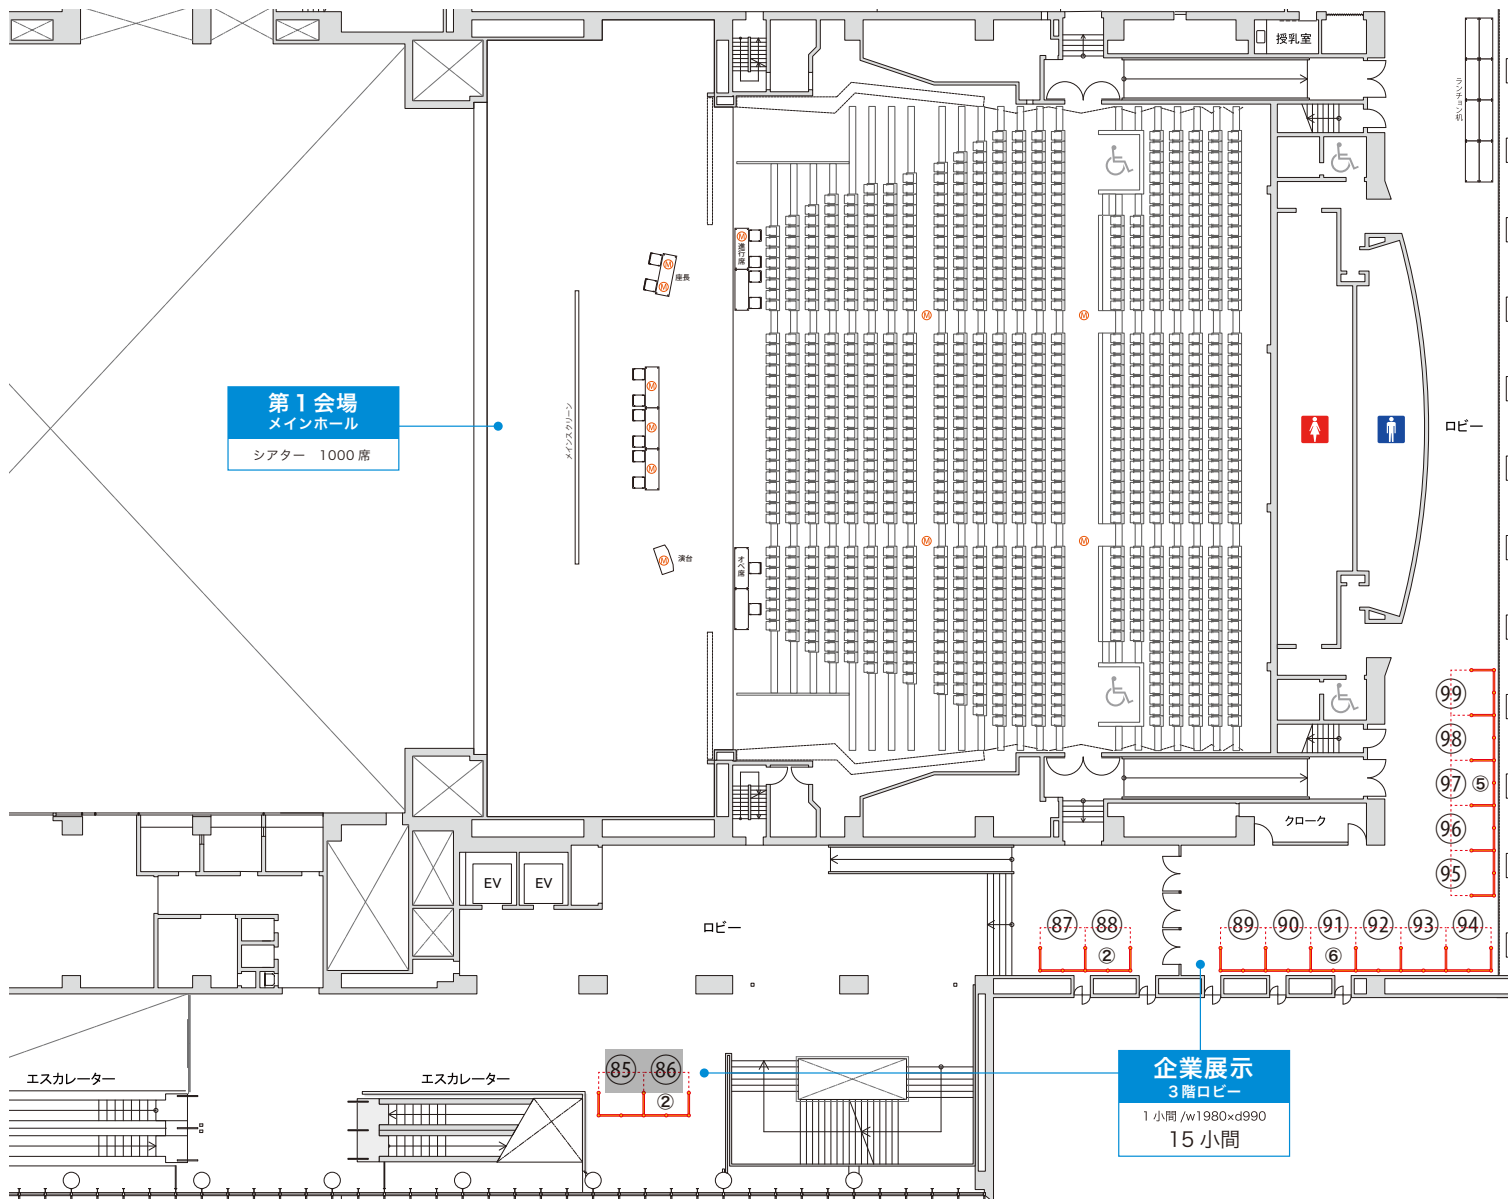 授乳室
ランチョン机
第1会場
メインホール
シアター　1000 席
座長
進行席
メインスクリーン
演台
オペ席
ロビー
M
M
M
M
M
M
M
M
M
M
M
99
98
97
⑤
96
95
クローク
EV
EV
ロビー
87
88
②
89
90
91
92
93
94
⑥
エスカレーター
エスカレーター
85
86
②
企業展示
3階ロビー
1 小間 /w1980×d990
15 小間